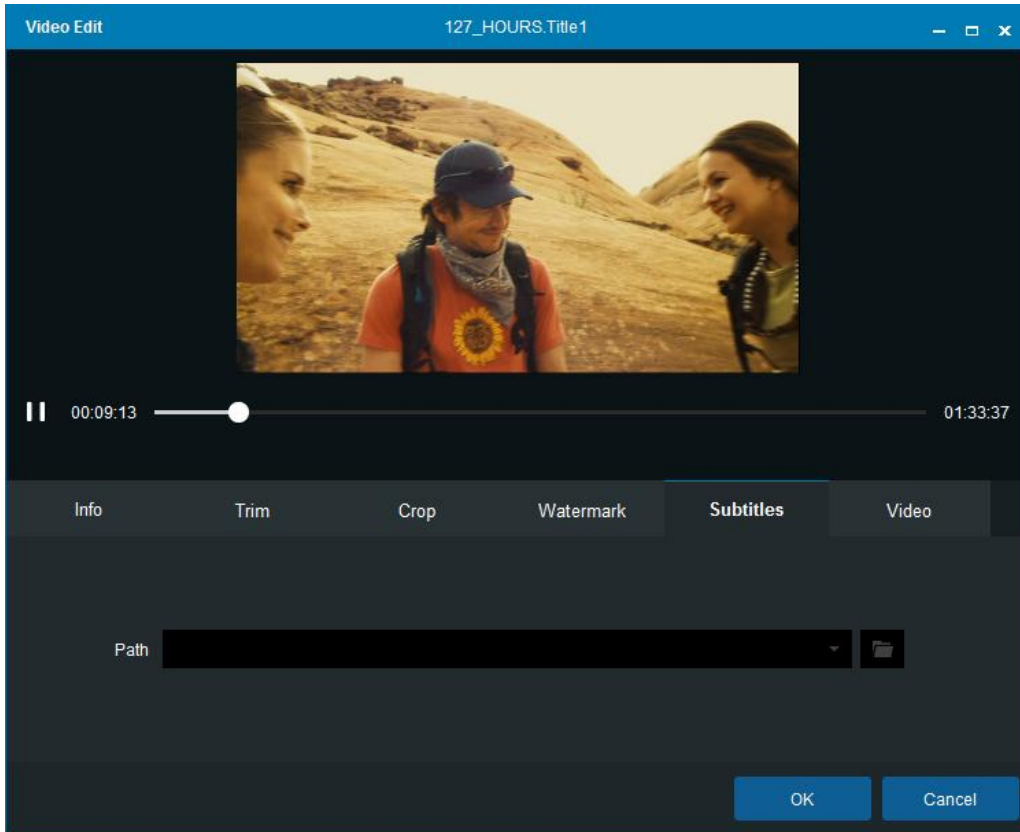 Video Edit 127_HOURS.Title1
00:09:13 01:33:37
Info Trim Crop Watermark Subtitles Video
Path
OK Cancel